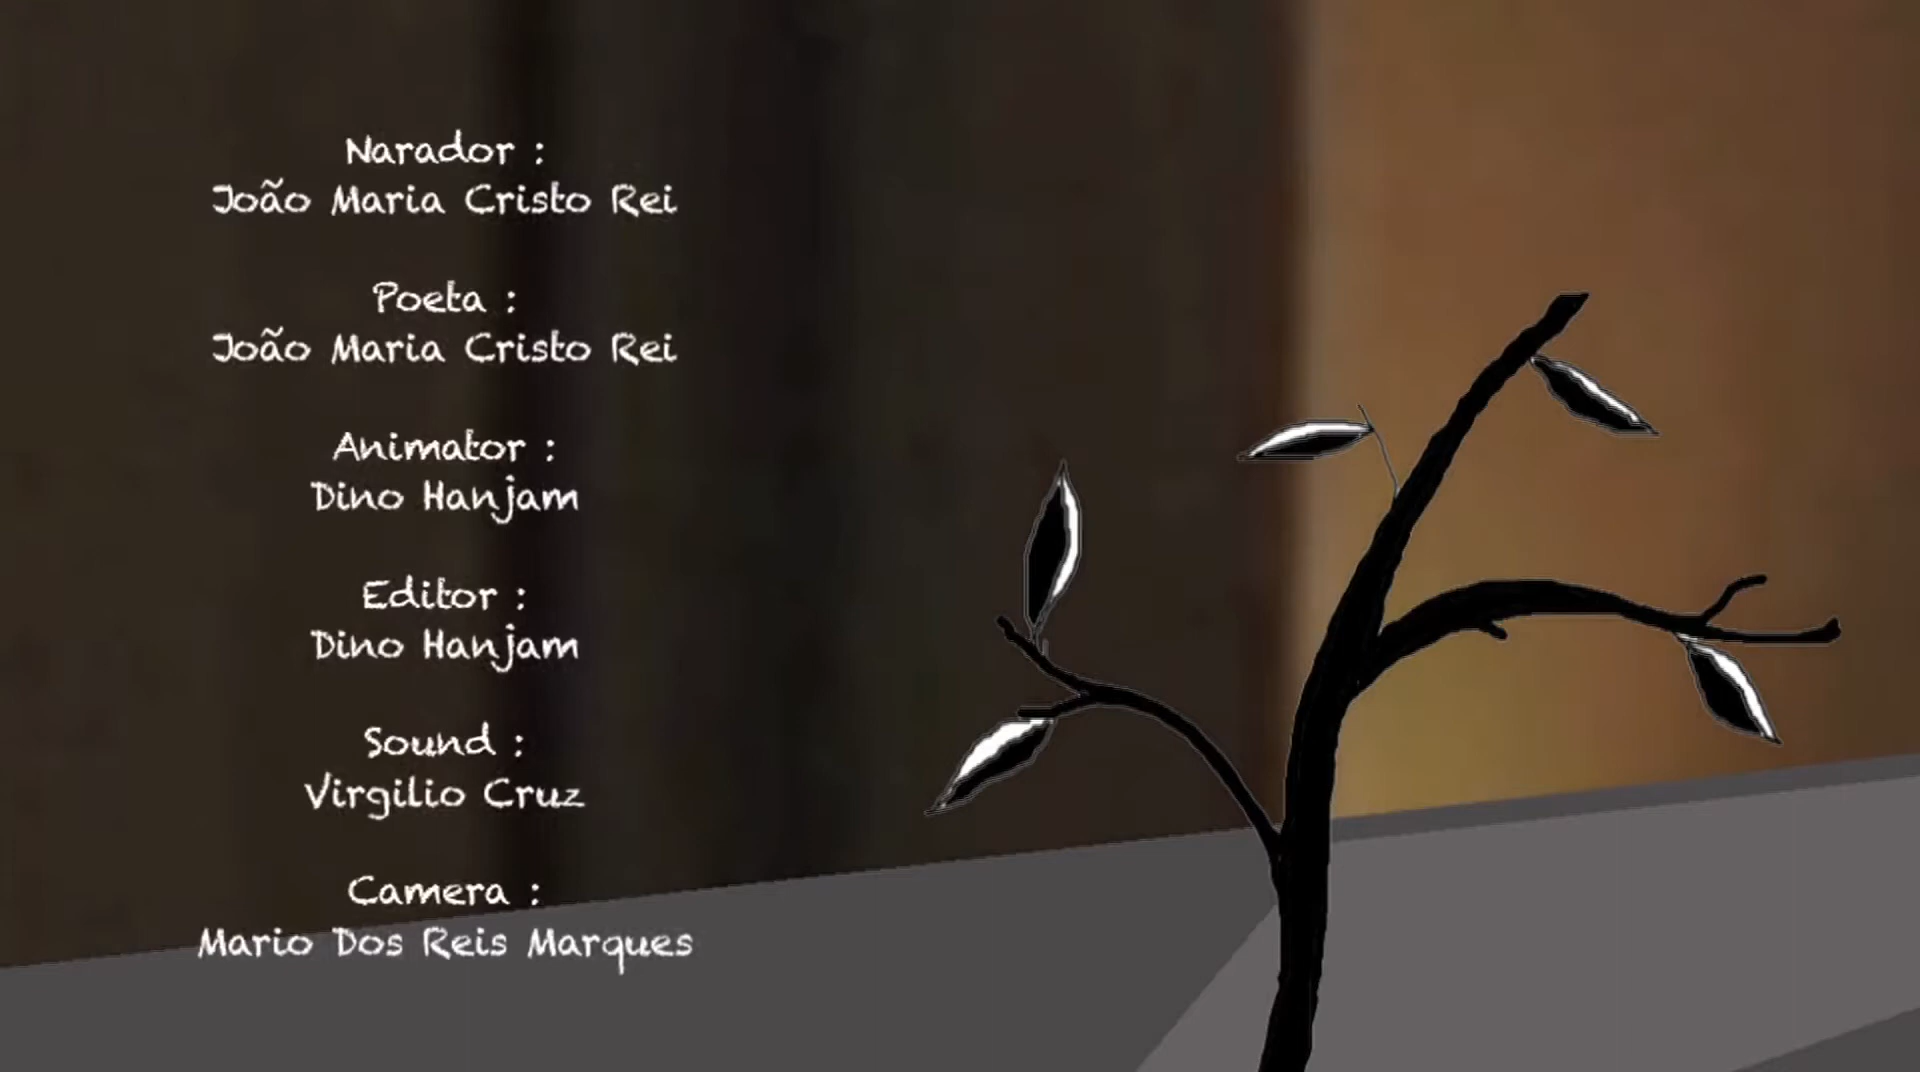 Narador :
João Maria Cristo Rei
Poeta :
João Maria Cristo Rei
Animator :
Dino Hanjam
Editor :
Dino Hanjam
Sound :
Virgilio Cruz
Camera :
Mario Dos Reis Marques